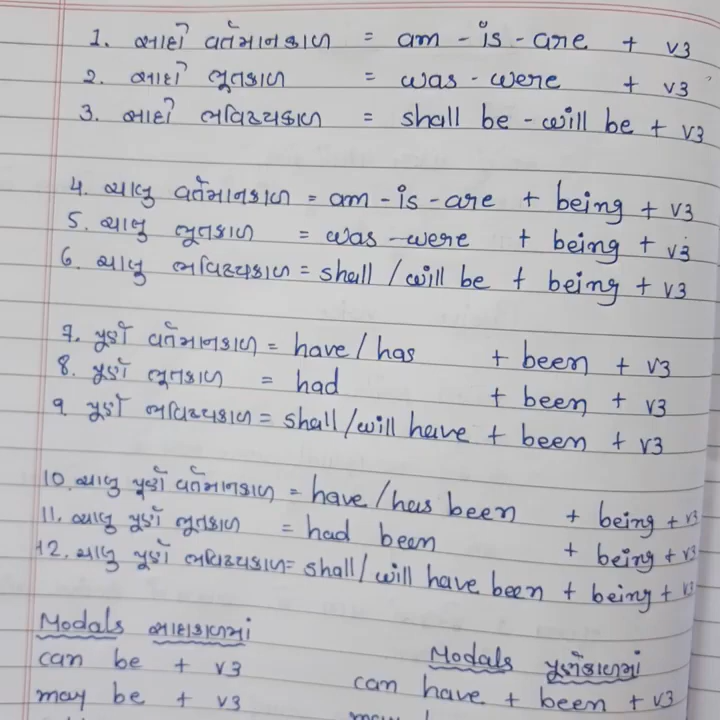 1. સાદો વર્તમાનકાળ = am - is - are + v3
2. સાદો ભૂતકાળ = was - were + v3
3. સાદો ભવિષ્યકાળ = shall be - will be + v3
4. ચાલુ વર્તમાનકાળ = am - is - are + being + v3
5. ચાલુ ભૂતકાળ = was - were + being + v3
6. ચાલુ ભવિષ્યકાળ = shall / will be + being + v3
7. પૂર્ણ વર્તમાનકાળ = have / has + been + v3
8. પૂર્ણ ભૂતકાળ = had + been + v3
9. પૂર્ણ ભવિષ્યકાળ = shall / will have + been + v3
10. ચાલુ પૂર્ણ વર્તમાનકાળ = have / has been + being + v3
11. ચાલુ પૂર્ણ ભૂતકાળ = had been + being + v3
12. ચાલુ પૂર્ણ ભવિષ્યકાળ = shall / will have been + being + v3
Modals સાદાકાળમાં
can be + v3
may be + v3
Modals પૂર્ણકાળમાં
can have + been + v3